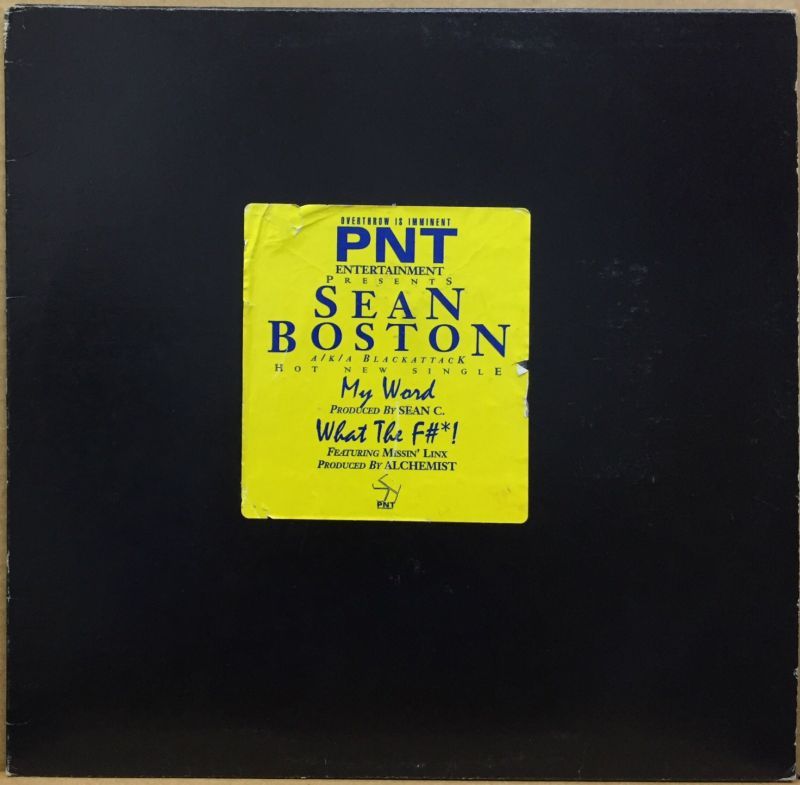 OVERTHROW IS IMMINENT
PNT
ENTERTAINMENT
PRESENTS
SEAN
BOSTON
A/K/A BLACKATTACK
HOT NEW SINGLE
My Word
PRODUCED BY SEAN C.
What The F#*!
FEATURING MISSIN' LINX
PRODUCED BY ALCHEMIST
PNT